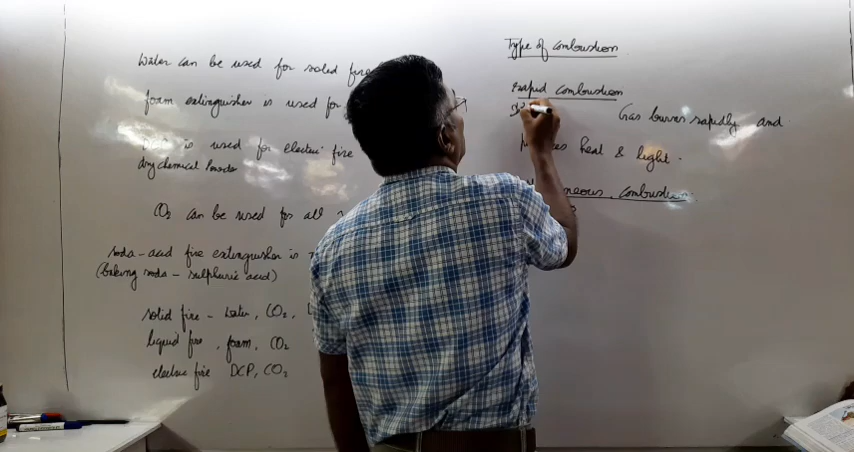 Water can be used for solid fire
foam extinguisher is used for
is used for electric fire
dry chemical Powder
CO2 can be used for all
soda-acid fire extinguisher is
(baking soda - sulphuric acid)
solid fire - water, CO2,
liquid fire, foam, CO2
electric fire DCP, CO2
Type of combustion
Rapid combustion
Gas burns rapidly and
heat & light.
combustion